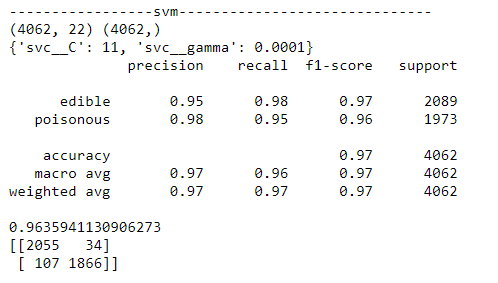 -----------------svm-----------------------------
(4062, 22) (4062,)
{'svc__C': 11, 'svc__gamma': 0.0001}
              precision    recall  f1-score   support

      edible       0.95      0.98      0.97      2089
   poisonous       0.98      0.95      0.96      1973

    accuracy                           0.97      4062
   macro avg       0.97      0.96      0.97      4062
weighted avg       0.97      0.97      0.97      4062

0.9635941130906273
[[2055   34]
 [ 107 1866]]